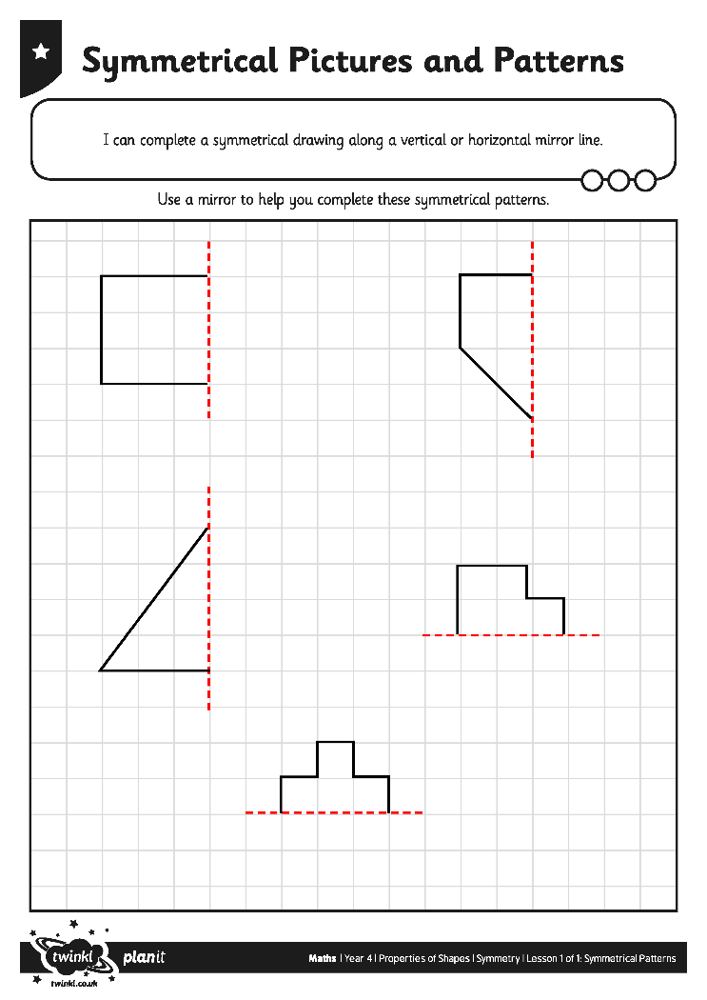 Symmetrical Pictures and Patterns
I can complete a symmetrical drawing along a vertical or horizontal mirror line.
Use a mirror to help you complete these symmetrical patterns.
twinkl
planit
twinkl.co.uk
Maths | Year 4 | Properties of Shapes | Symmetry | Lesson 1 of 1: Symmetrical Patterns